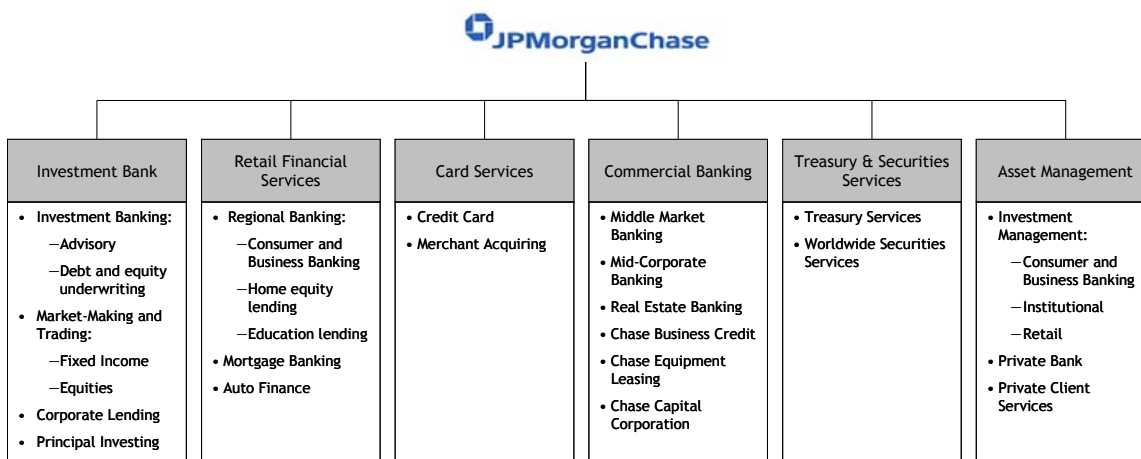 JPMorganChase
Investment Bank
• Investment Banking:
—Advisory
—Debt and equity
underwriting
• Market-Making and
Trading:
—Fixed Income
—Equities
• Corporate Lending
• Principal Investing
Retail Financial
Services
• Regional Banking:
—Consumer and
Business Banking
—Home equity
lending
—Education lending
• Mortgage Banking
• Auto Finance
Card Services
• Credit Card
• Merchant Acquiring
Commercial Banking
• Middle Market
Banking
• Mid-Corporate
Banking
• Real Estate Banking
• Chase Business Credit
• Chase Equipment
Leasing
• Chase Capital
Corporation
Treasury & Securities
Services
• Treasury Services
• Worldwide Securities
Services
Asset Management
• Investment
Management:
—Consumer and
Business Banking
—Institutional
—Retail
• Private Bank
• Private Client
Services